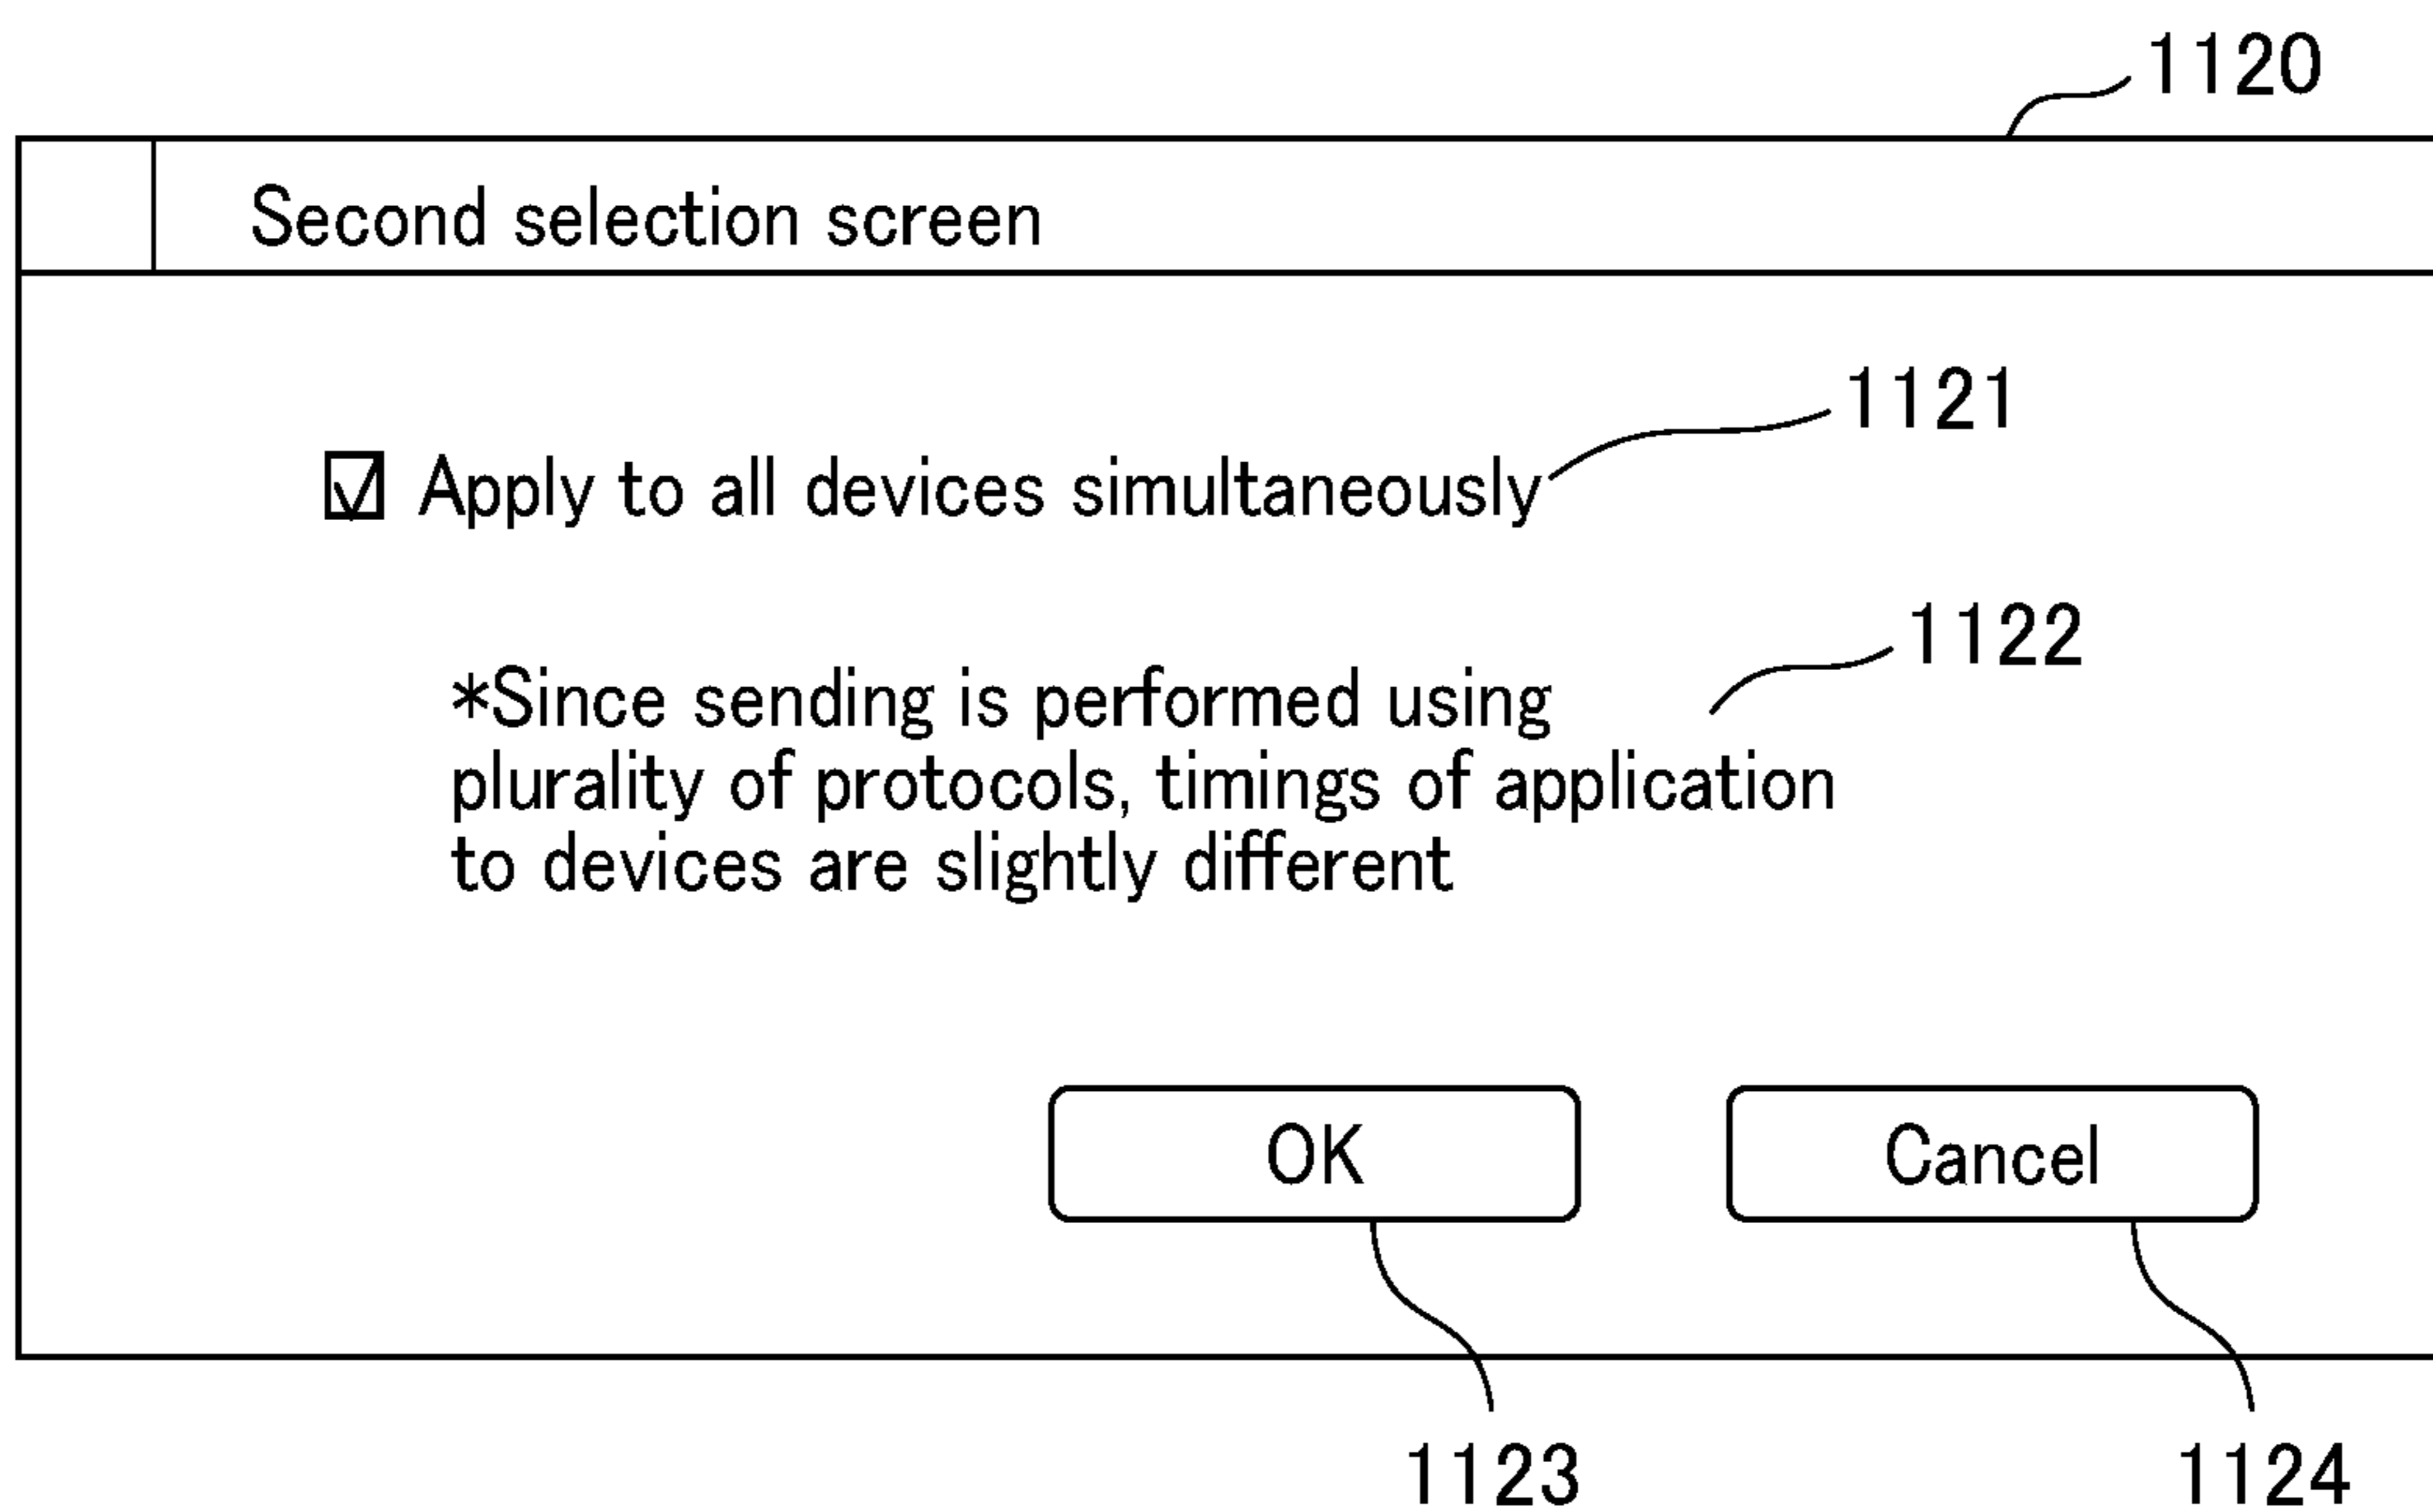 1120
Second selection screen
1121
Apply to all devices simultaneously
1122
*Since sending is performed using
plurality of protocols, timings of application
to devices are slightly different
OK
Cancel
1123
1124